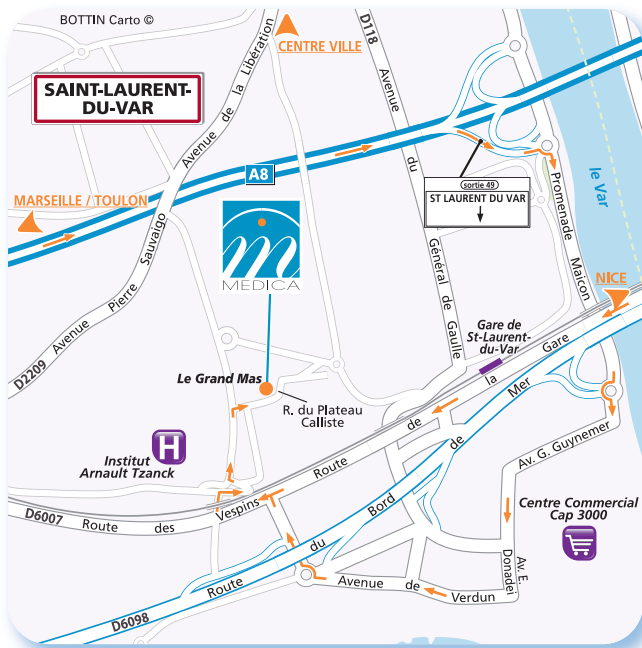 BOTTIN Carto ©
CENTRE VILLE
D118
SAINT-LAURENT-
DU-VAR
Avenue de la Libération
Avenue du
Général de Gaulle
A8
sortie 49
ST LAURENT DU VAR
le Var
Promenade Maicon
MARSEILLE / TOULON
MEDICA
NICE
D2209 Avenue Pierre Sauvaigo
Gare de
St-Laurent-
du-Var
Le Grand Mas
R. du Plateau
Calliste
Institut
Arnault Tzanck
H
D6007 Route des Vespins
Route de la Gare
Av. G. Guynemer
Centre Commercial
Cap 3000
Av. E.
Donadei
D6098 Route du Bord de Mer
Avenue de Verdun